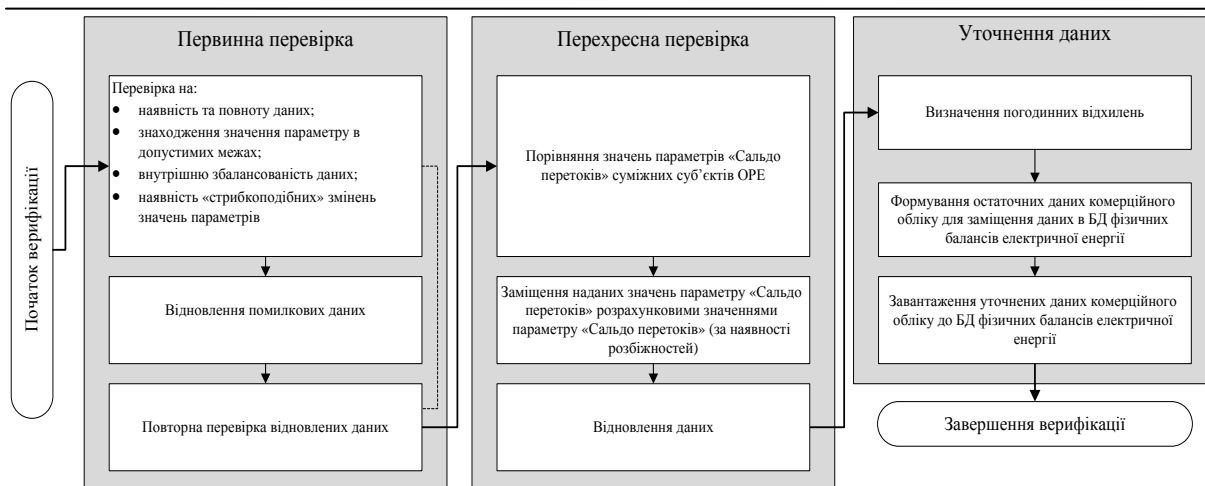 Початок верифікації
Первинна перевірка
Перевірка на:
● наявність та повноту даних;
● знаходження значення параметру в
допустимих межах;
● внутрішню збалансованість даних;
● наявність «стрибкоподібних» змінень
значень параметрів
Відновлення помилкових даних
Повторна перевірка відновлених даних
Перехресна перевірка
Порівняння значень параметрів «Сальдо
перетоків» суміжних суб’єктів ОРЕ
Заміщення наданих значень параметру «Сальдо
перетоків» розрахунковими значеннями
параметру «Сальдо перетоків» (за наявності
розбіжностей)
Відновлення даних
Уточнення даних
Визначення погодинних відхилень
Формування остаточних даних комерційного
обліку для заміщення даних в БД фізичних
балансів електричної енергії
Завантаження уточнених даних комерційного
обліку до БД фізичних балансів електричної
енергії
Завершення верифікації